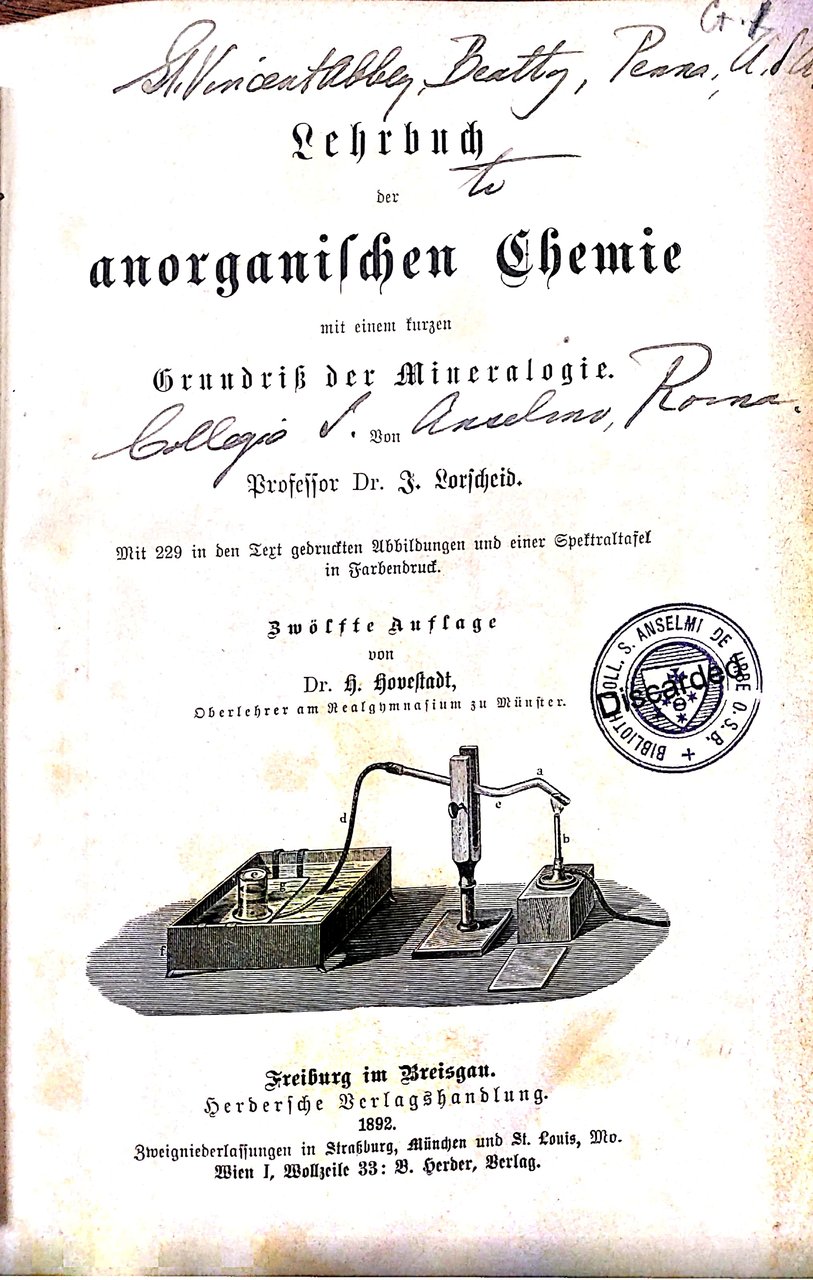 St. Vincent Abbey, Beatty, Penna, U.S.A.
Lehrbuch
to
der
anorganiſchen Chemie
mit einem kurzen
Grundriß der Mineralogie.
Collegio S. Anselmo, Roma.
Von
Profeſſor Dr. J. Lorſcheid.
Mit 229 in den Text gedruckten Abbildungen und einer Spektraltafel
in Farbendruck.
Zwölfte Auflage
von
Dr. H. Hoveſtadt,
Oberlehrer am Realgymnaſium zu Münſter.
BIBLIOTH. COLL. S. ANSELMI DE URBE O.S.B.
Discarded
a
e
d
b
g
f
Freiburg im Breisgau.
Herderſche Verlagshandlung.
1892.
Zweigniederlaſſungen in Straßburg, München und St. Louis, Mo.
Wien I, Wollzeile 33: B. Herder, Verlag.